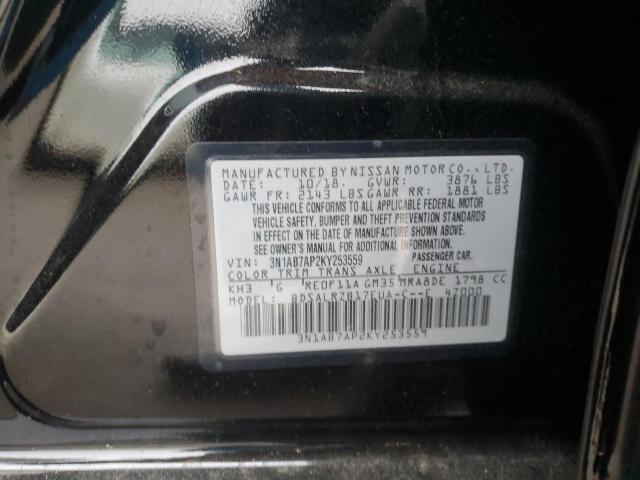 MANUFACTURED BY NISSAN MOTOR CO., LTD.
DATE: 10/18. GVWR: 3876 LBS
GAWR FR: 2143 LBS GAWR RR: 1881 LBS
THIS VEHICLE CONFORMS TO ALL APPLICABLE FEDERAL MOTOR
VEHICLE SAFETY, BUMPER AND THEFT PREVENTION STANDARDS
IN EFFECT ON THE DATE OF MANUFACTURE SHOWN ABOVE.
SEE OWNER'S MANUAL FOR ADDITIONAL INFORMATION.
VIN: 3N1AB7AP2KY253559 PASSENGER CAR.
COLOR TRIM TRANS AXLE ENGINE
KH3 G RE0F11A GM35 MRA8DE 1798 CC
MODEL: BDSALRZB17EUA-C--E 47000
3N1AB7AP2KY253559